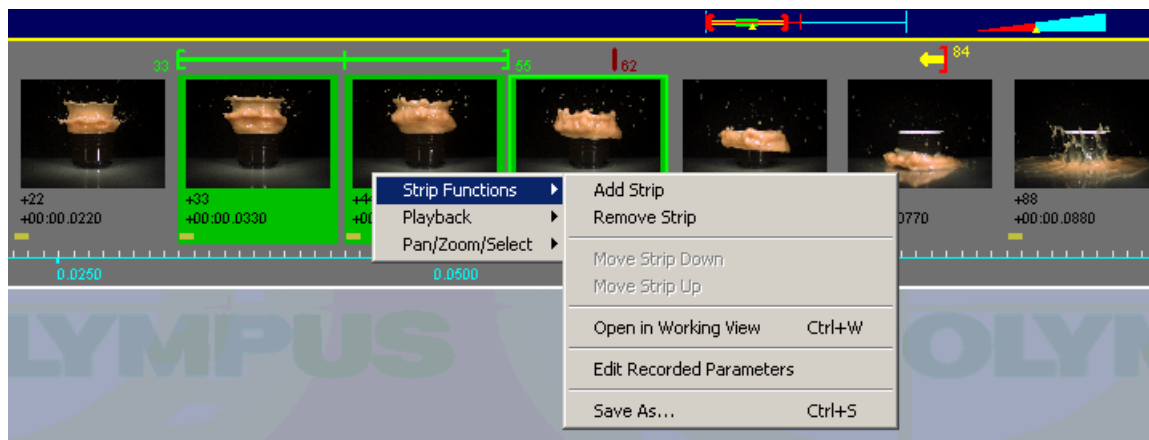 33
55
62
84
+22
+00:00.0220
+33
+00:00.0330
+88
+00:00.0880
0.0250
0.0500
Strip Functions
Playback
Pan/Zoom/Select
Add Strip
Remove Strip
Move Strip Down
Move Strip Up
Open in Working View Ctrl+W
Edit Recorded Parameters
Save As... Ctrl+S
LYMPUS
OLYM